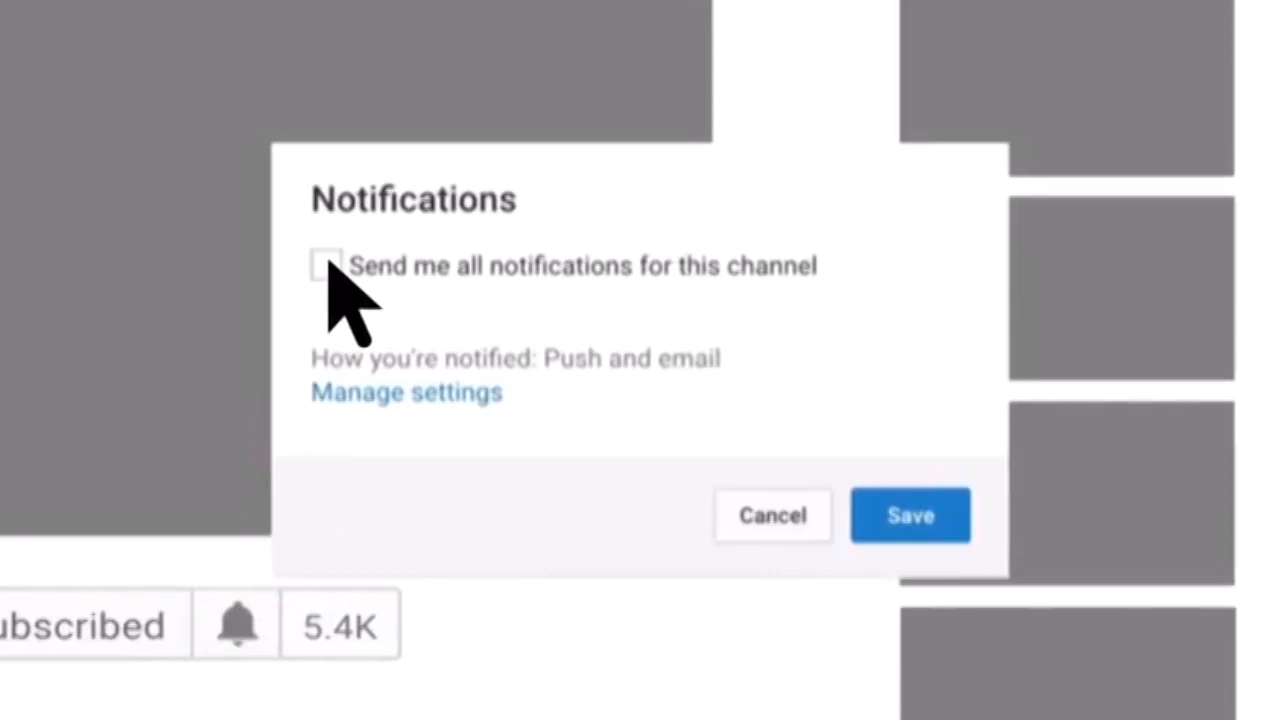 Notifications
Send me all notifications for this channel
How you're notified: Push and email
Manage settings
Cancel
Save
ubscribed
5.4K